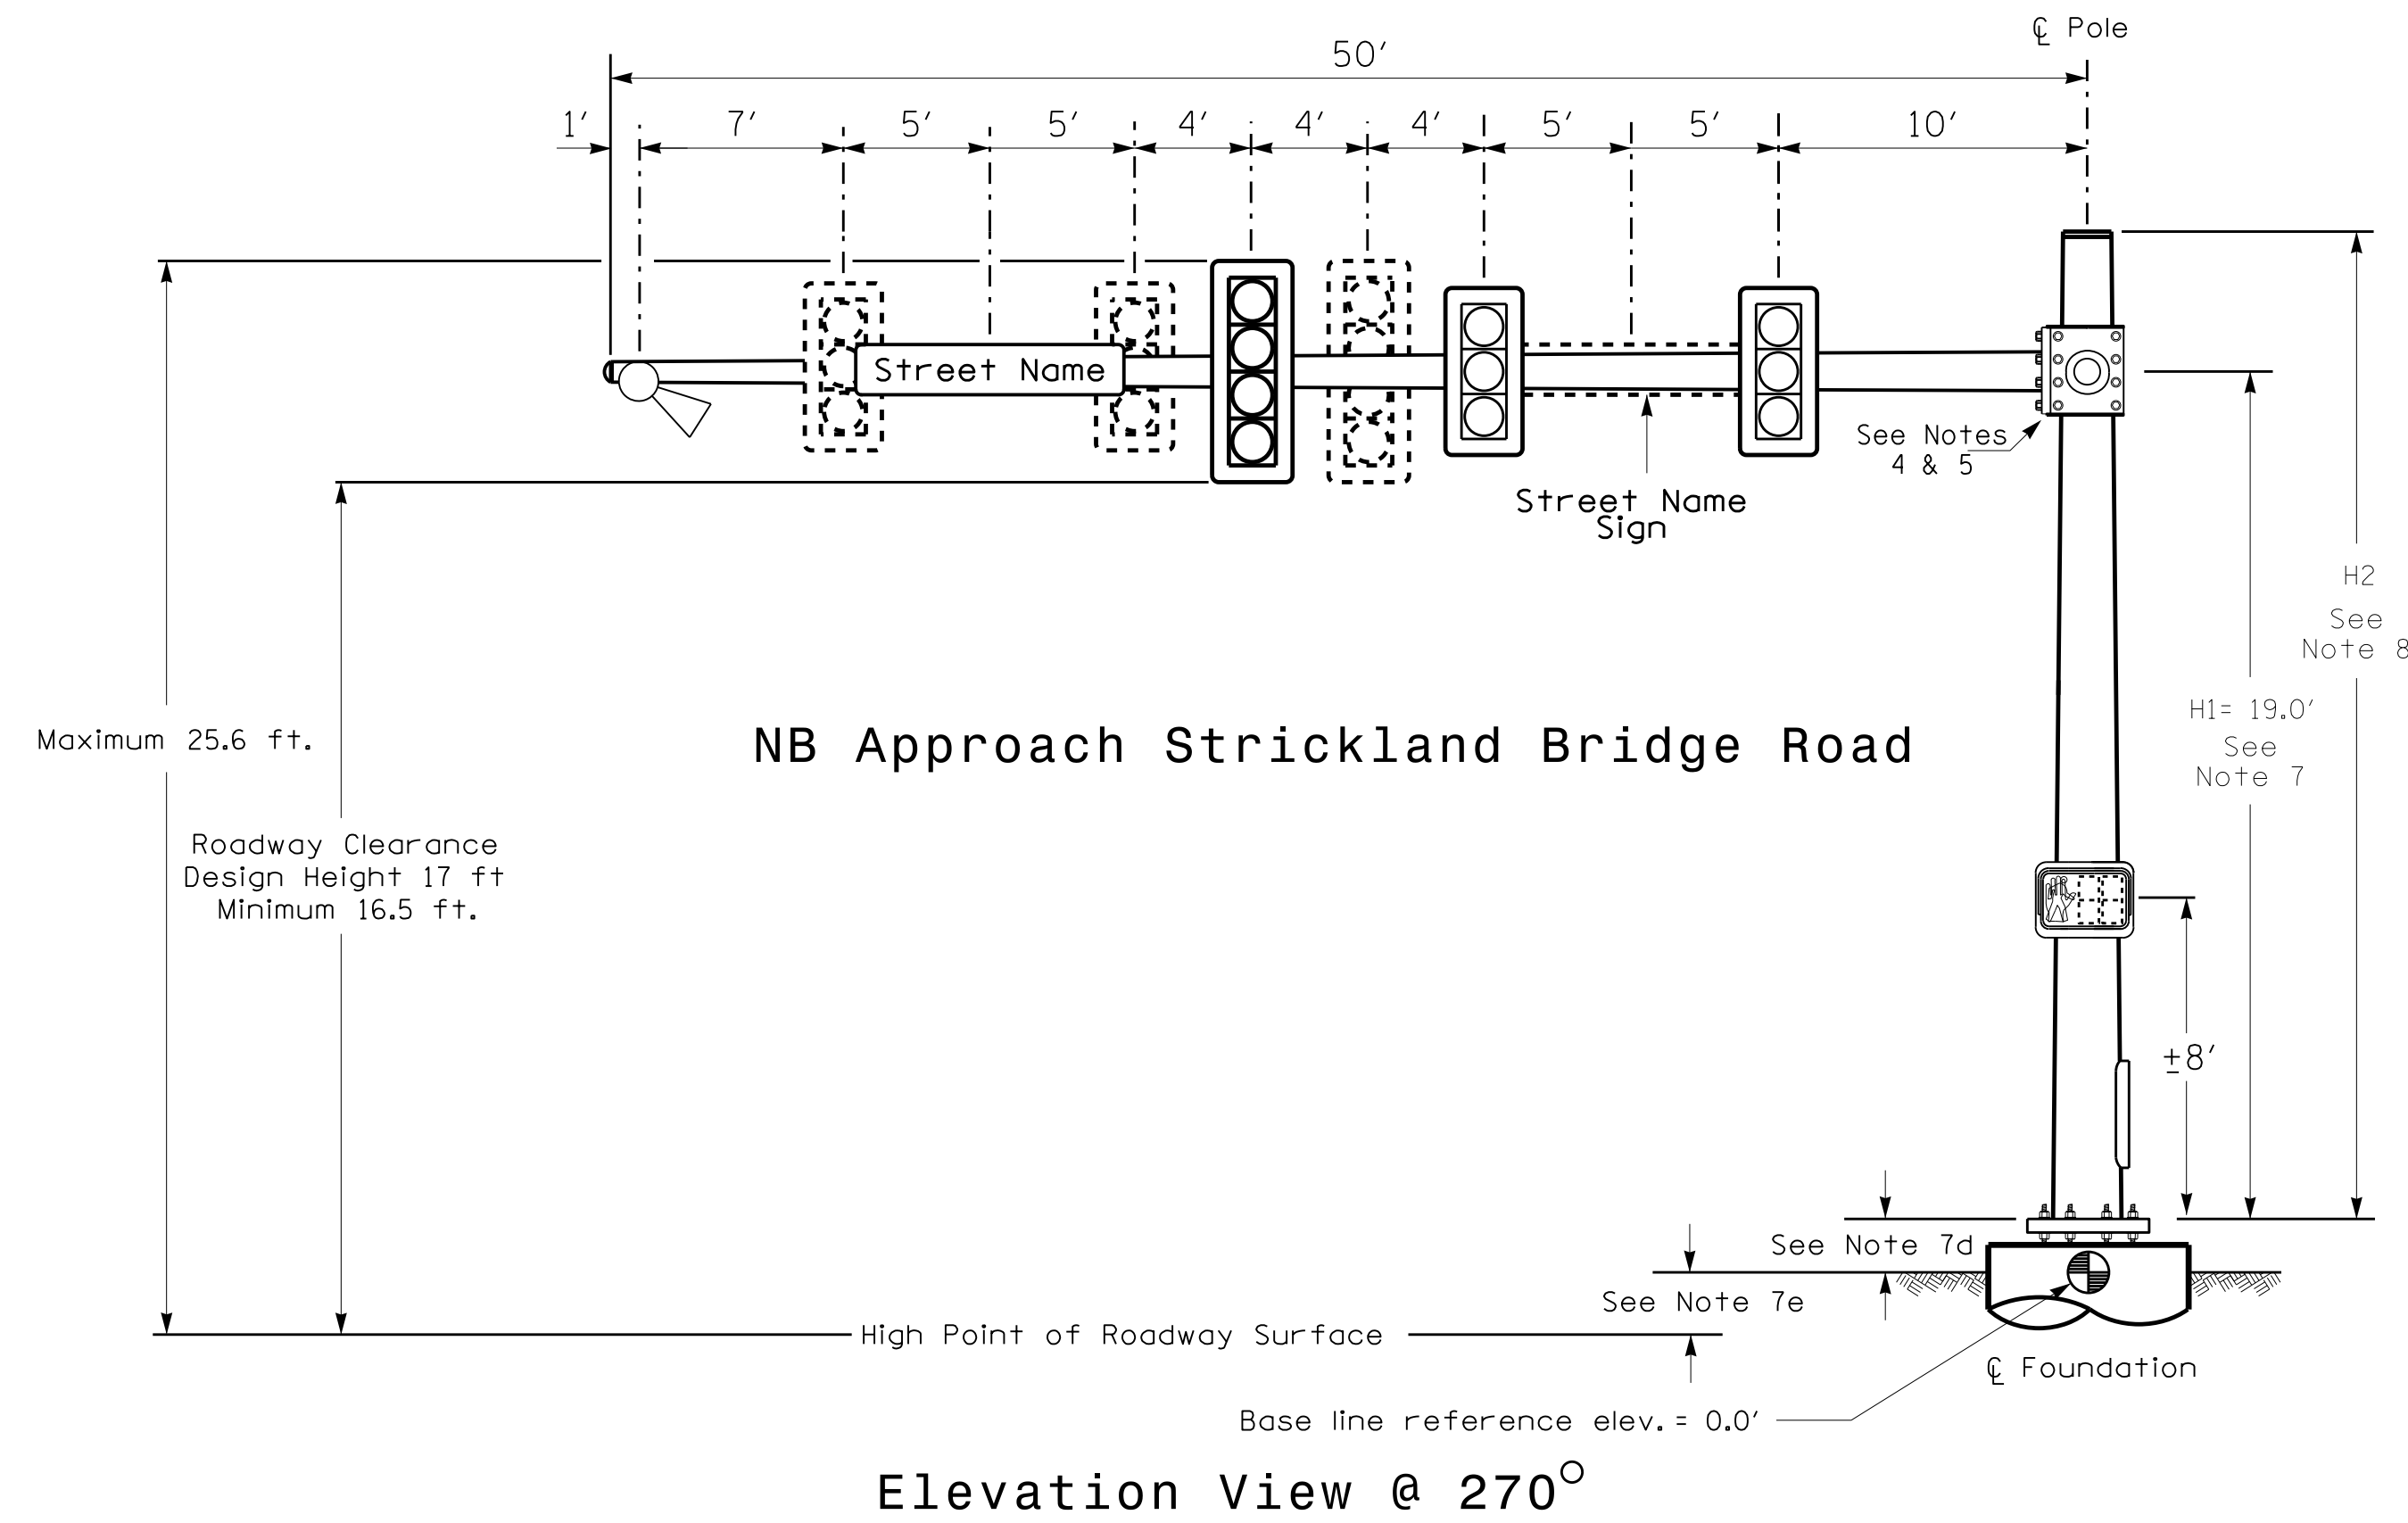 ℄ Pole
50'
1' 7' 5' 5' 4' 4' 4' 5' 5' 10'
Street Name
See Notes
4 & 5
Street Name
Sign
H2
See
Note 8
H1= 19.0'
See
Note 7
Maximum 25.6 ft.
NB Approach Strickland Bridge Road
Roadway Clearance
Design Height 17 ft
Minimum 16.5 ft.
±8'
See Note 7d
See Note 7e
High Point of Roadway Surface
℄ Foundation
Base line reference elev. = 0.0'
Elevation View @ 270°